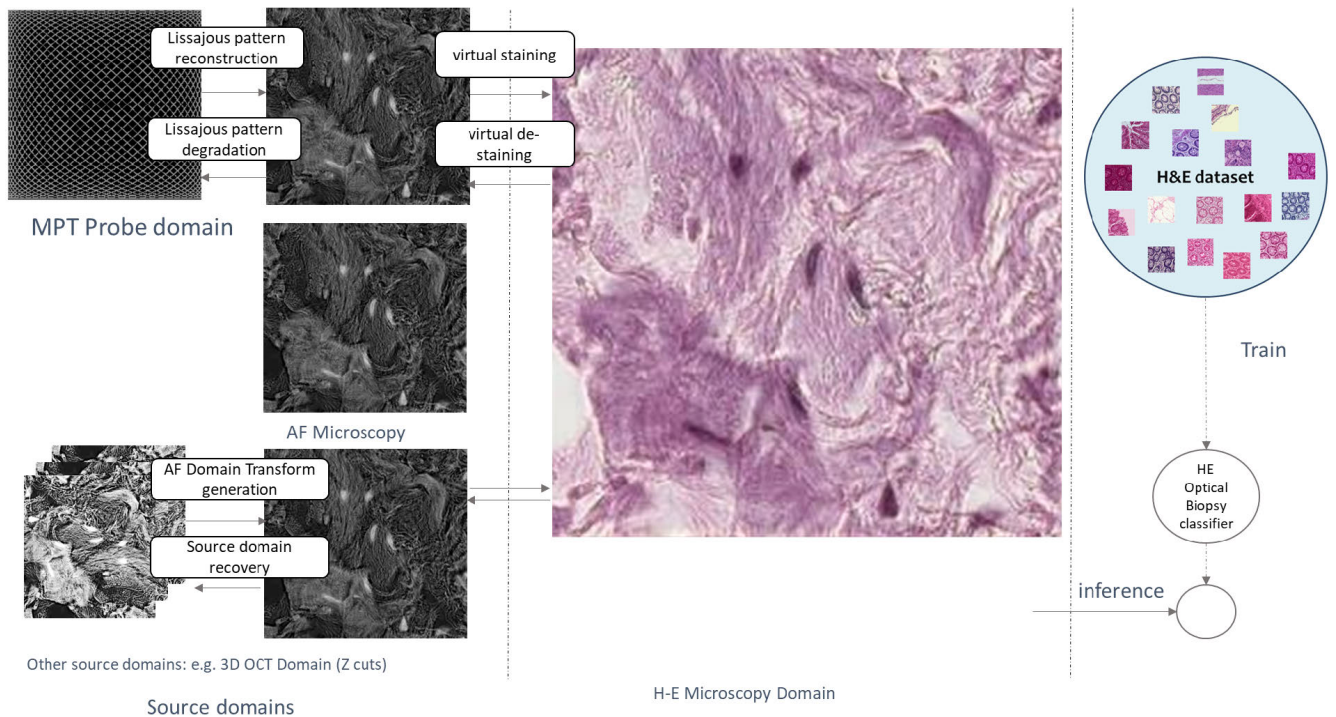 Lissajous pattern
reconstruction
virtual staining
Lissajous pattern
degradation
virtual de-
staining
MPT Probe domain
H&E dataset
Train
AF Microscopy
AF Domain Transform
generation
Source domain
recovery
HE
Optical
Biopsy
classifier
inference
Other source domains: e.g. 3D OCT Domain (Z cuts)
H-E Microscopy Domain
Source domains